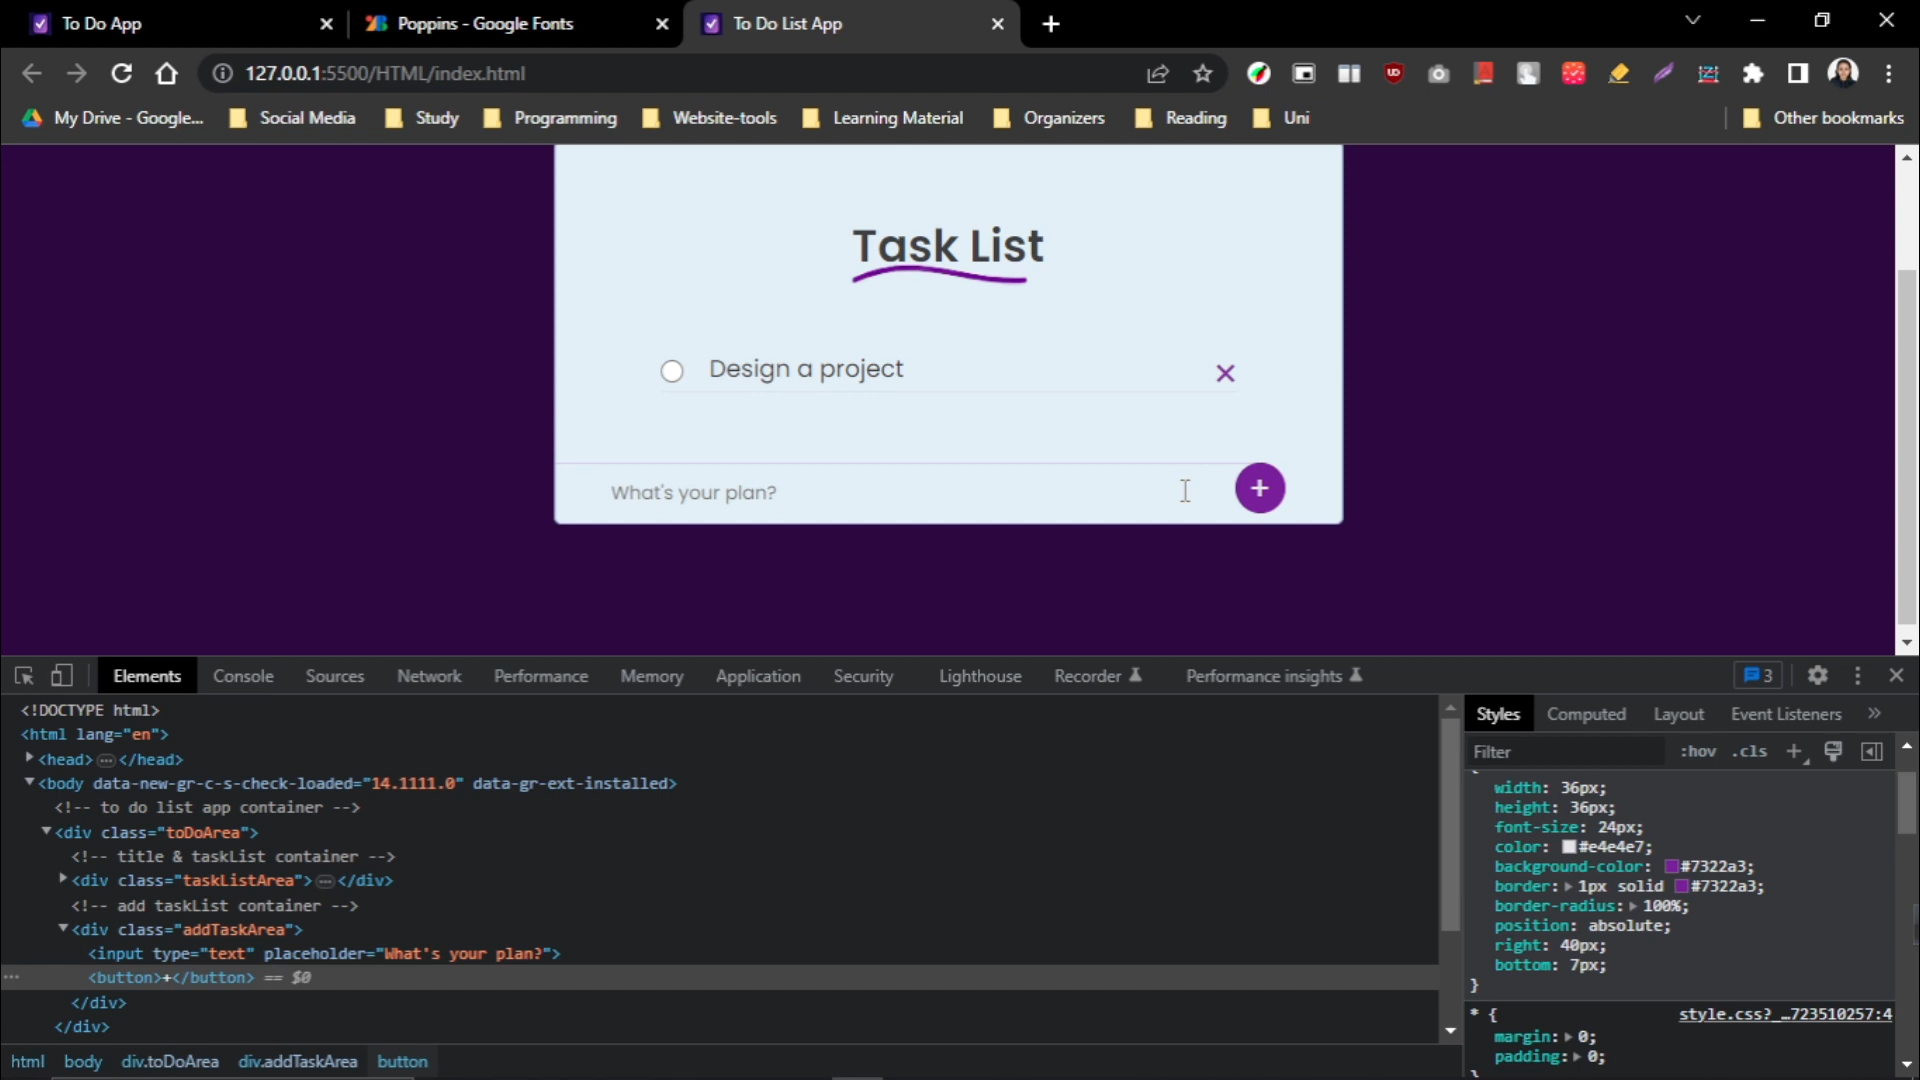 To Do App
Poppins - Google Fonts
To Do List App
127.0.0.1:5500/HTML/index.html
My Drive - Google...
Social Media
Study
Programming
Website-tools
Learning Material
Organizers
Reading
Uni
Other bookmarks
Task List
Design a project
What's your plan?
+
Elements
Console
Sources
Network
Performance
Memory
Application
Security
Lighthouse
Recorder
Performance insights
3
<!DOCTYPE html>
<html lang="en">
<head>…</head>
<body data-new-gr-c-s-check-loaded="14.1111.0" data-gr-ext-installed>
<!-- to do list app container -->
<div class="toDoArea">
<!-- title & taskList container -->
<div class="taskListArea">…</div>
<!-- add taskList container -->
<div class="addTaskArea">
<input type="text" placeholder="What's your plan?">
<button>+</button> == $0
</div>
</div>
html
body
div.toDoArea
div.addTaskArea
button
Styles
Computed
Layout
Event Listeners
Filter
:hov
.cls
width: 36px;
height: 36px;
font-size: 24px;
color: #e4e4e7;
background-color: #7322a3;
border: 1px solid #7322a3;
border-radius: 100%;
position: absolute;
right: 40px;
bottom: 7px;
}
* {
style.css?_…723510257:4
margin: 0;
padding: 0;